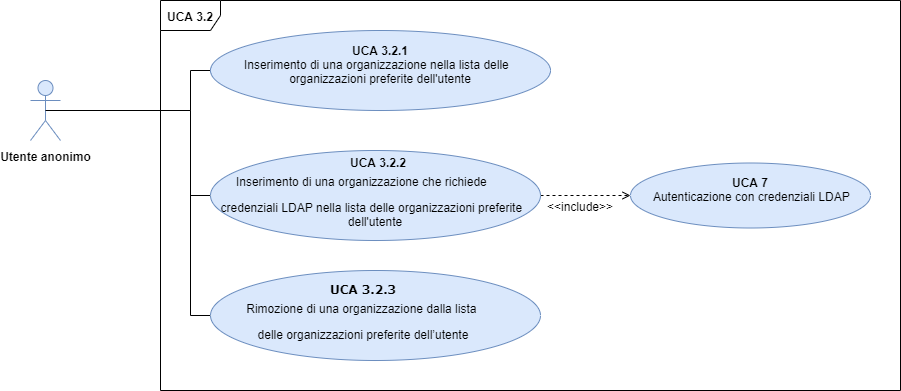 UCA 3.2
UCA 3.2.1
Inserimento di una organizzazione nella lista delle
organizzazioni preferite dell'utente
Utente anonimo
UCA 3.2.2
Inserimento di una organizzazione che richiede
credenziali LDAP nella lista delle organizzazioni preferite
dell'utente
<<include>>
UCA 7
Autenticazione con credenziali LDAP
UCA 3.2.3
Rimozione di una organizzazione dalla lista
delle organizzazioni preferite dell'utente